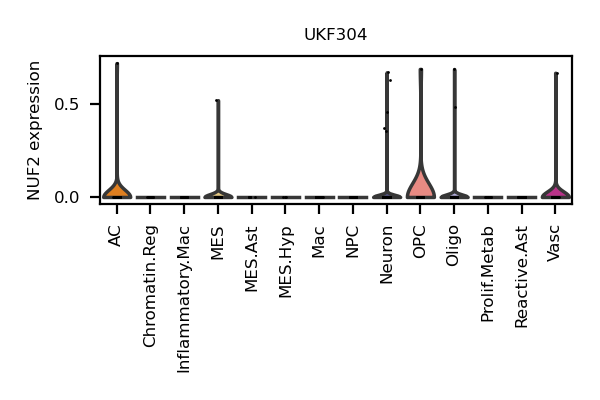 UKF304
NUF2 expression
0.5
0.0
AC
Chromatin.Reg
Inflammatory.Mac
MES
MES.Ast
MES.Hyp
Mac
NPC
Neuron
OPC
Oligo
Prolif.Metab
Reactive.Ast
Vasc